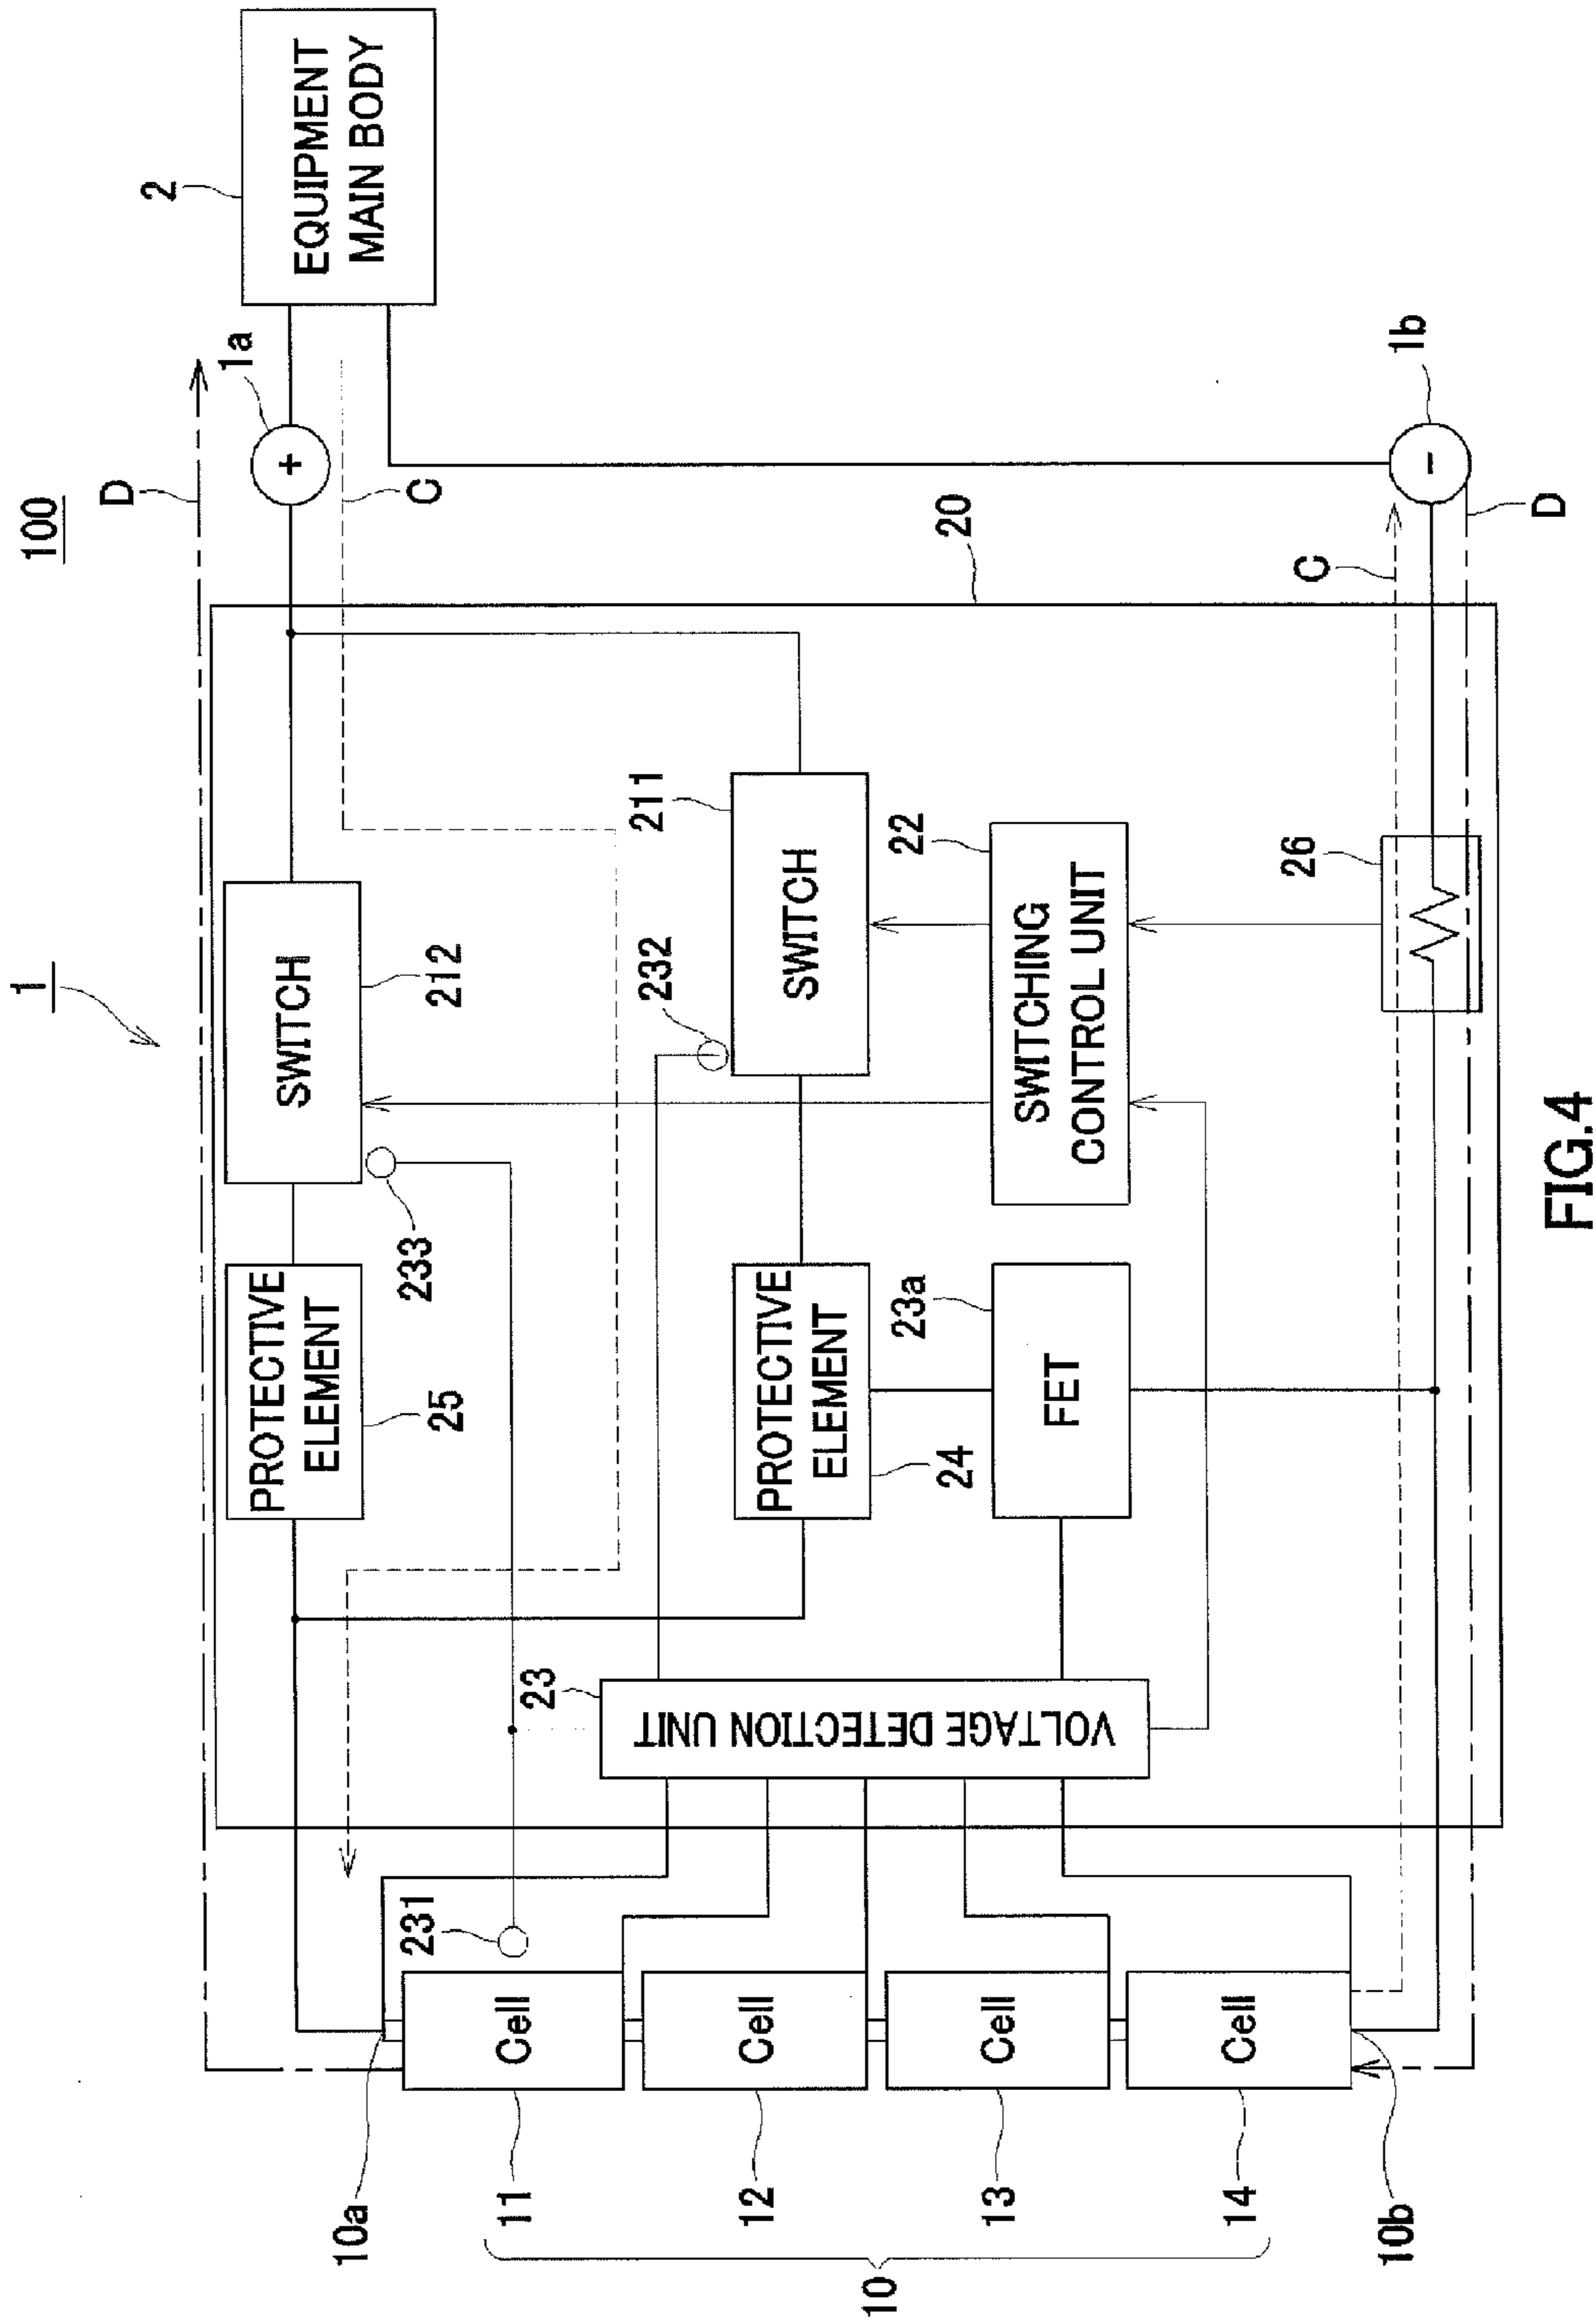 100
1
D
2
EQUIPMENT
MAIN BODY
1a
+
C
20
SWITCH
212
PROTECTIVE
ELEMENT
25
233
211
SWITCH
232
PROTECTIVE
ELEMENT
24
22
SWITCHING
CONTROL UNIT
23a
FET
23
VOLTAGE DETECTION UNIT
26
C
1b
-
D
231
10a
Cell
11
Cell
12
Cell
13
Cell
14
10
10b
FIG.4